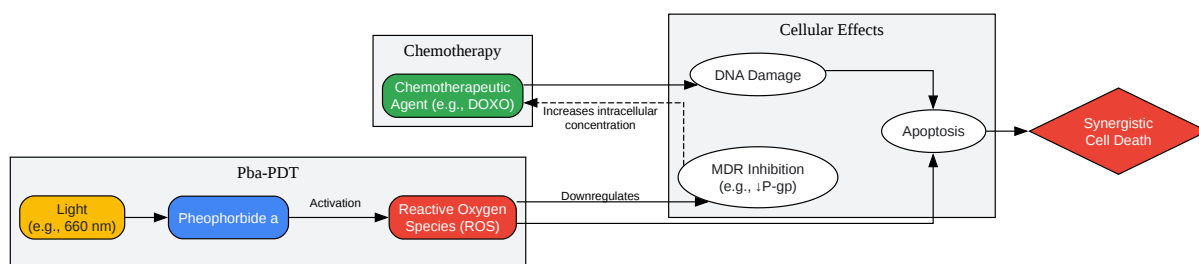 Cellular Effects
Chemotherapy
Chemotherapeutic
Agent (e.g., DOXO)
DNA Damage
Increases intracellular
concentration
Apoptosis
Synergistic
Cell Death
Pba-PDT
MDR Inhibition
(e.g., ↓P-gp)
Light
(e.g., 660 nm)
Pheophorbide a
Activation
Reactive Oxygen
Species (ROS)
Downregulates